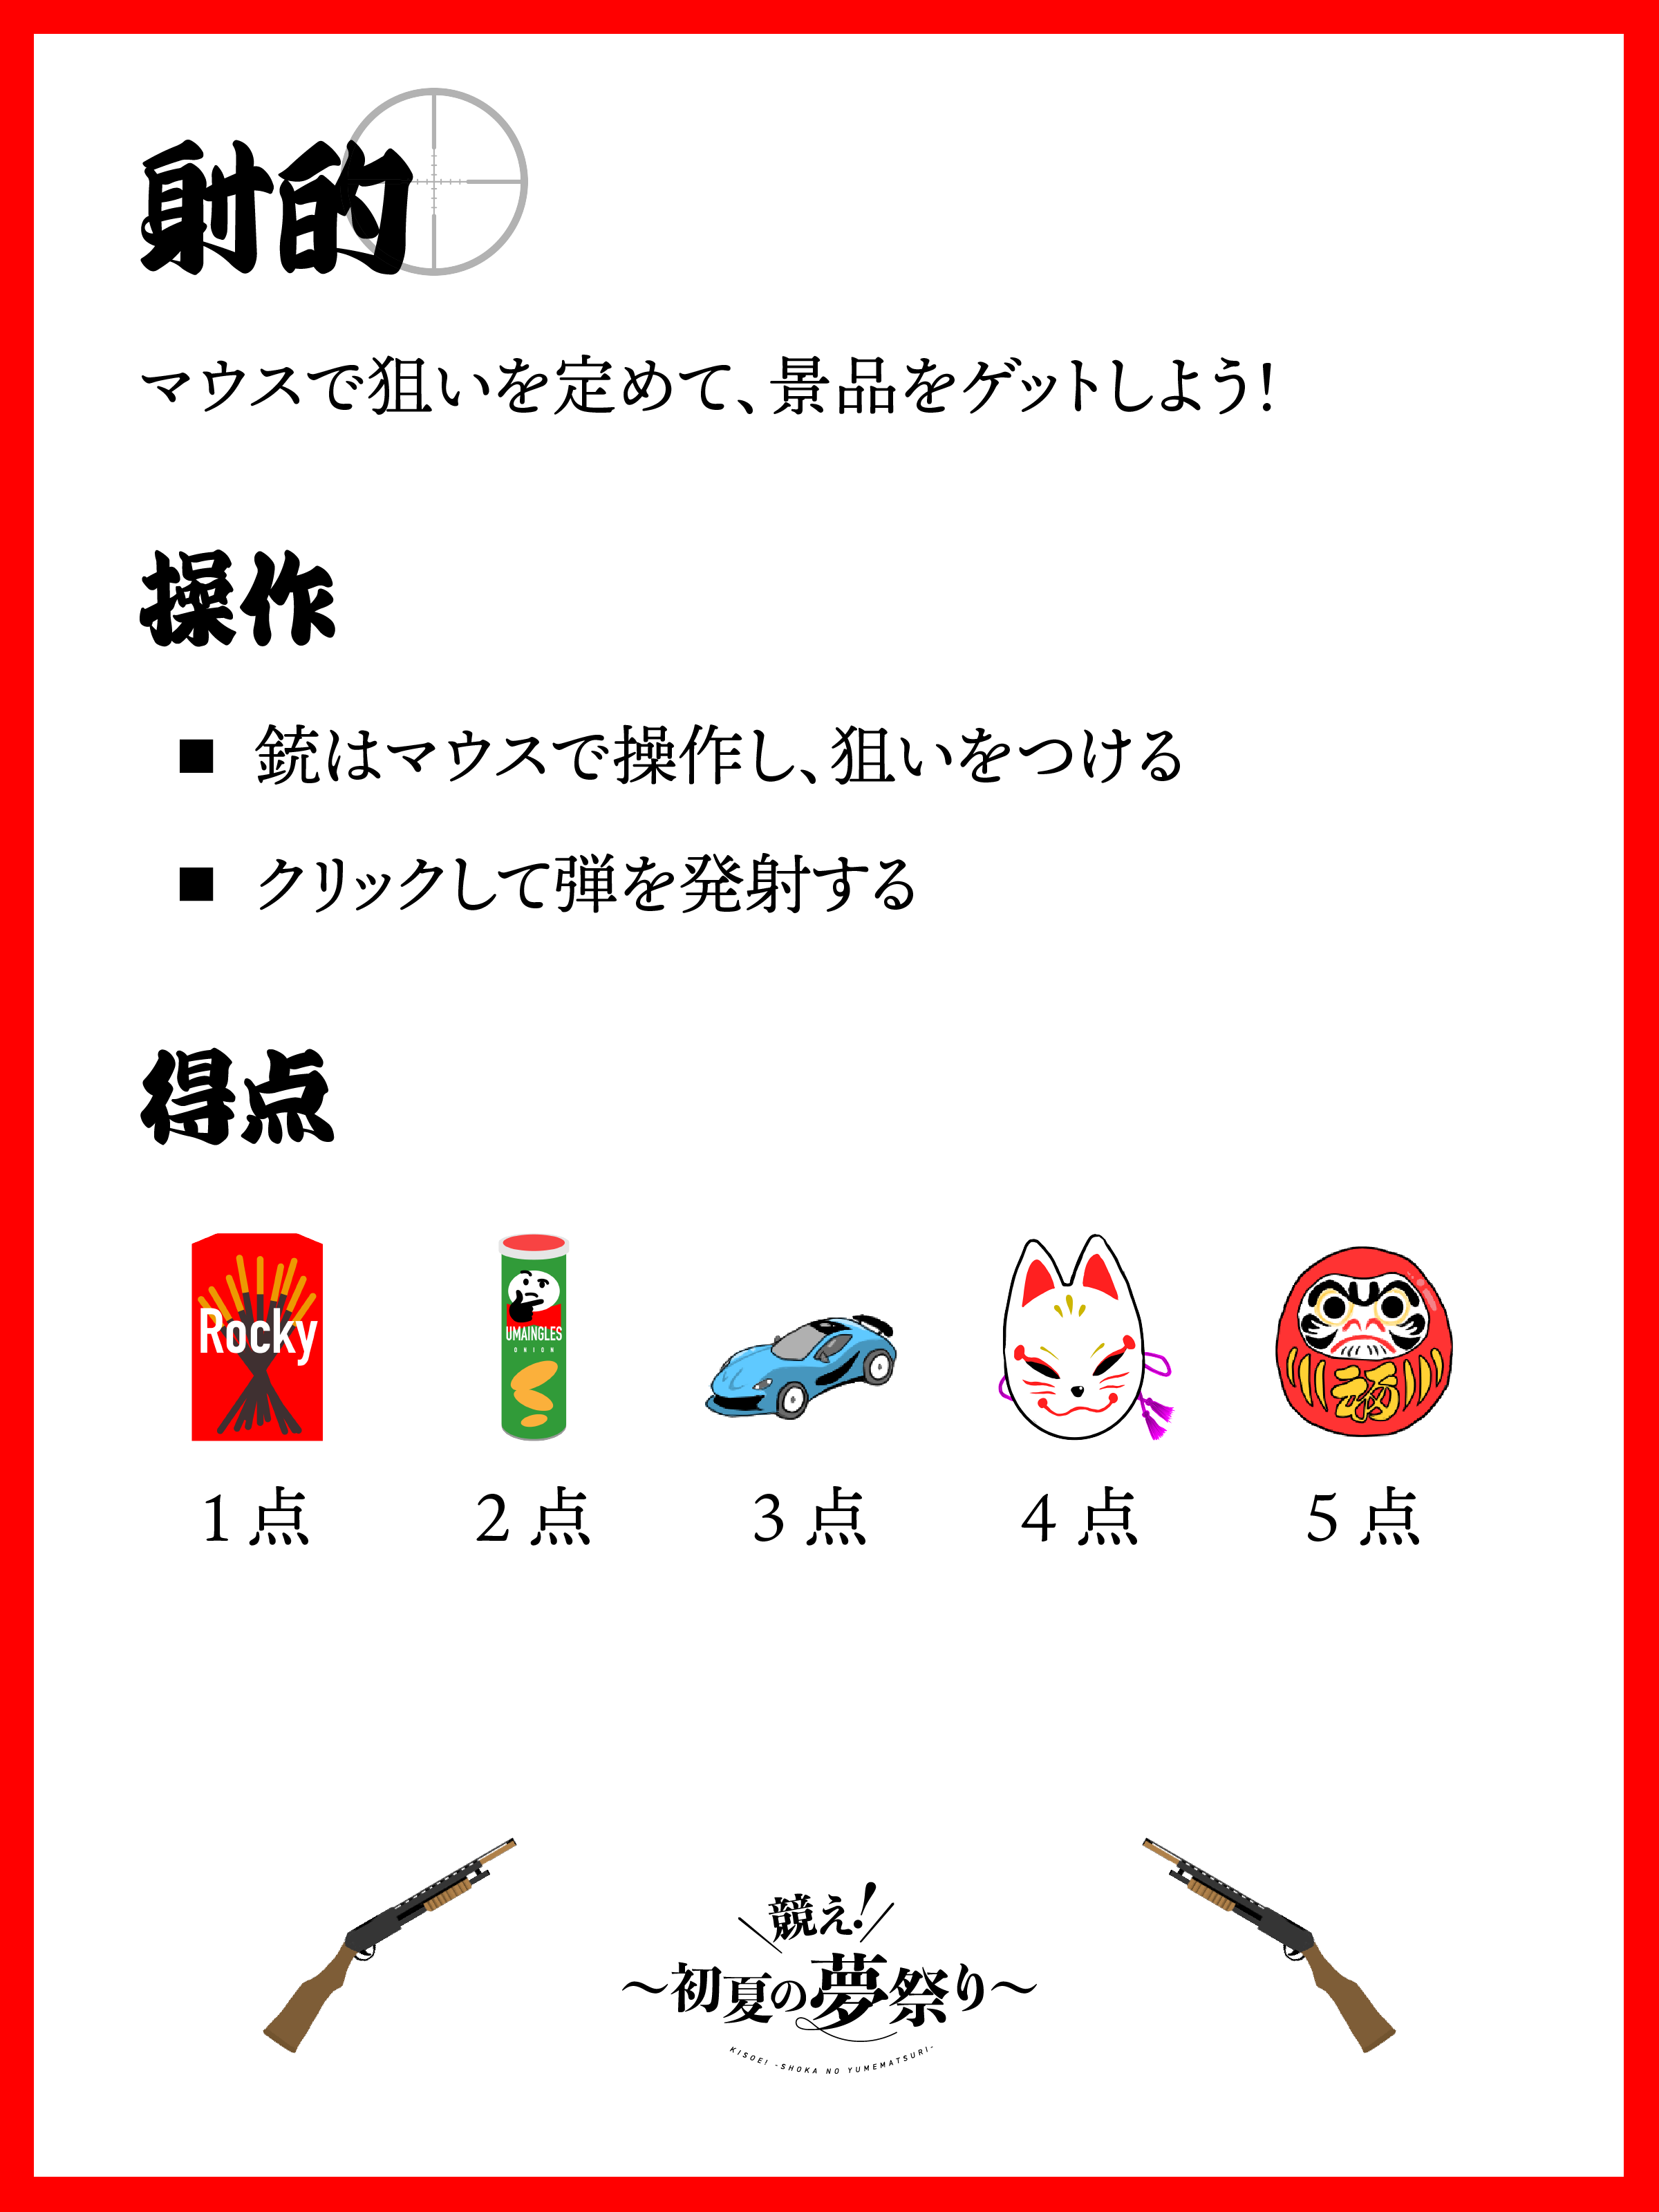 射的
マウスで狙いを定めて、景品をゲットしよう!
操作
■ 銃はマウスで操作し、狙いをつける
■ クリックして弾を発射する
得点
Rocky
UMAINGLES
ONION
福
1点 2点 3点 4点 5点
競え!
〜初夏の夢祭り〜
KISOE! -SHOKA NO YUMEMATSURI-